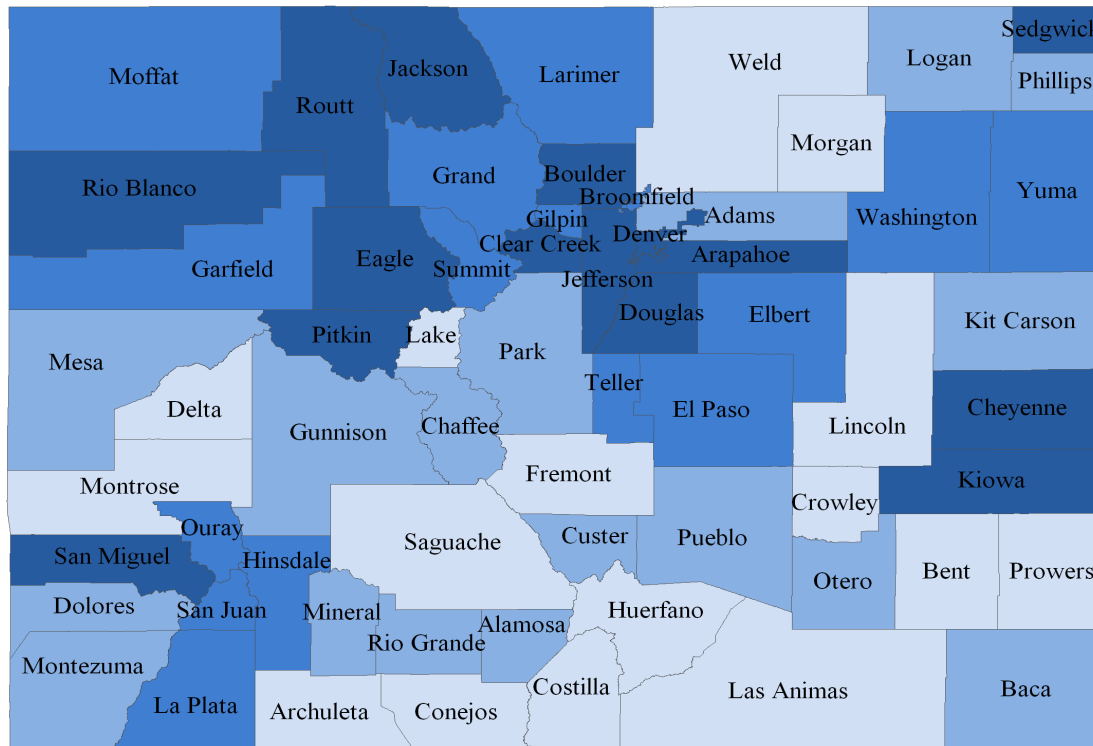 Sedgwick
Logan
Weld
Jackson
Larimer
Moffat
Phillips
Routt
Morgan
Boulder
Grand
Rio Blanco
Yuma
Broomfield
Adams
Washington
Gilpin
Denver
Clear Creek
Arapahoe
Eagle
Garfield
Summit
Jefferson
Douglas
Elbert
Kit Carson
Pitkin
Lake
Park
Mesa
Teller
Delta
El Paso
Cheyenne
Chaffee
Lincoln
Gunnison
Fremont
Kiowa
Montrose
Crowley
Ouray
Custer
Pueblo
Saguache
San Miguel
Hinsdale
Bent
Prowers
Otero
Dolores
San Juan
Mineral
Huerfano
Alamosa
Rio Grande
Montezuma
Costilla
Las Animas
Baca
La Plata
Archuleta
Conejos